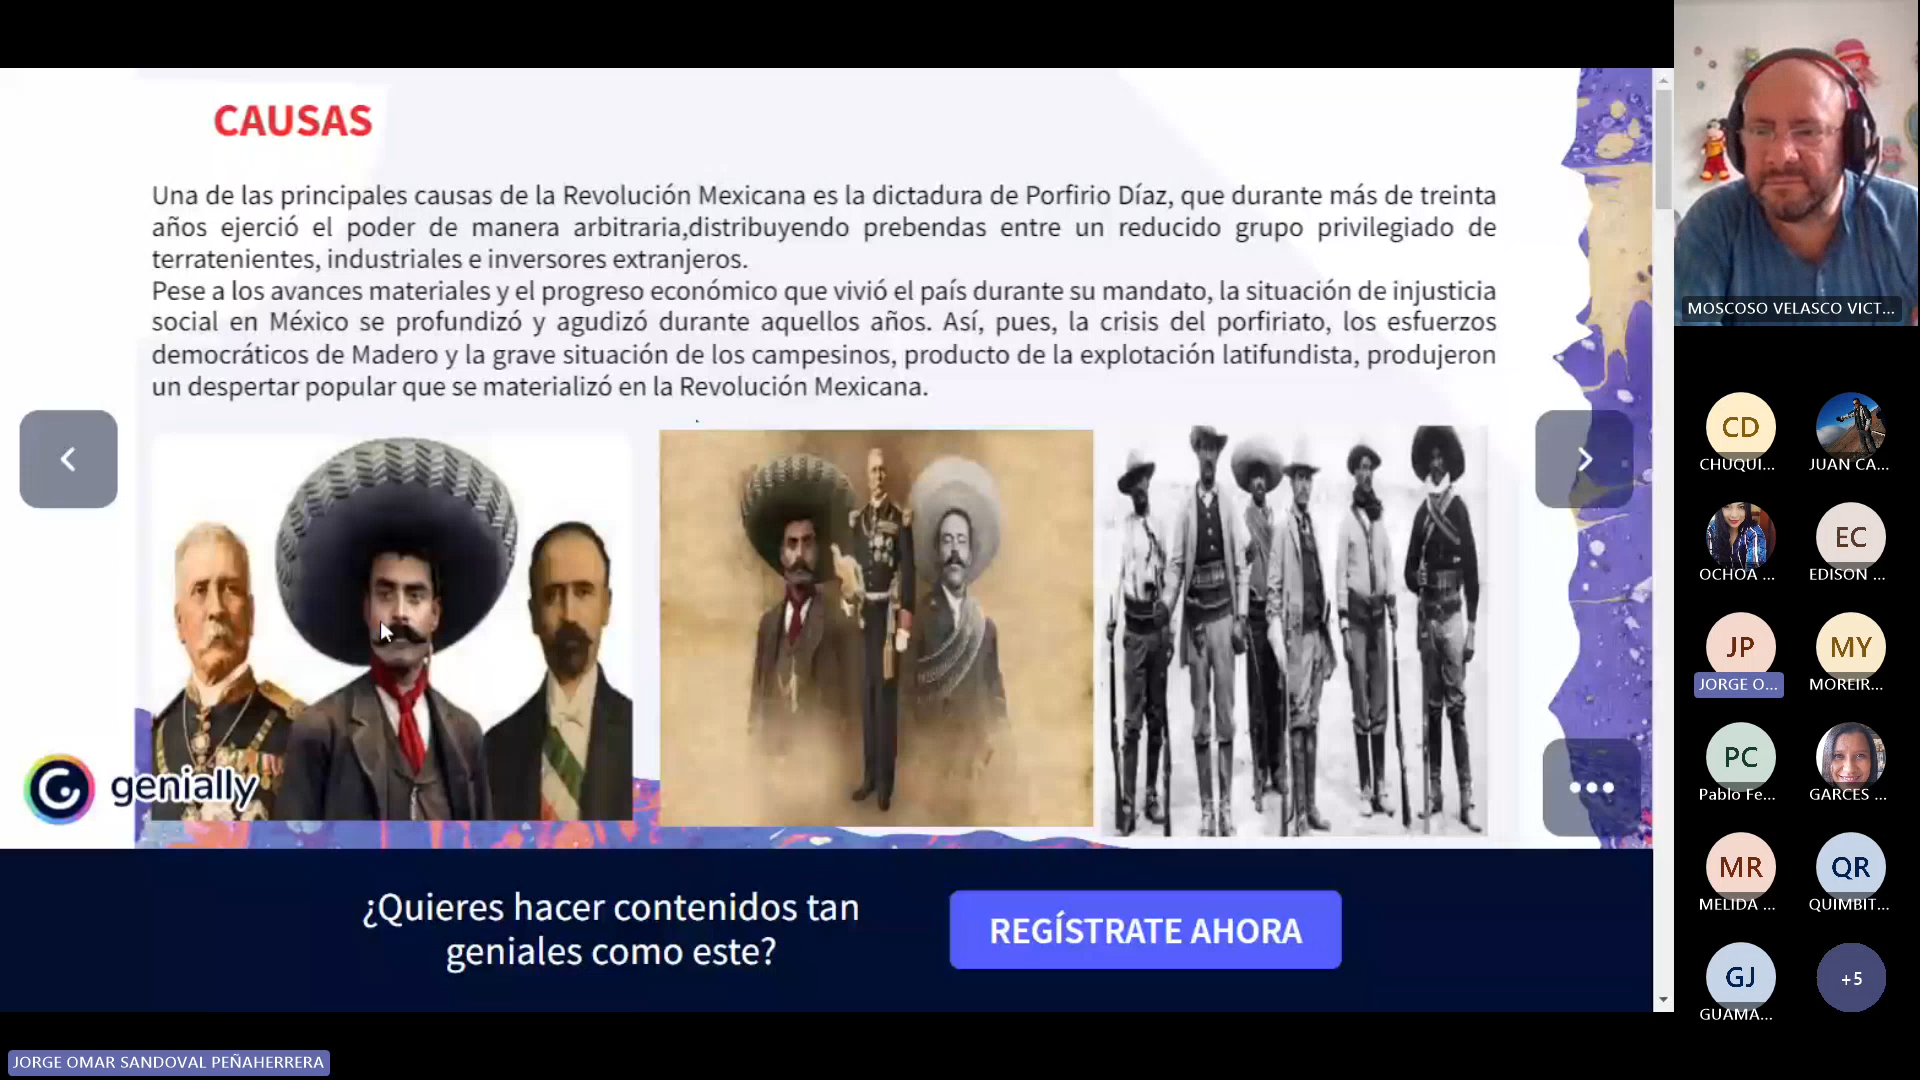 CAUSAS
Una de las principales causas de la Revolución Mexicana es la dictadura de Porfirio Díaz, que durante más de treinta
años ejerció el poder de manera arbitraria,distribuyendo prebendas entre un reducido grupo privilegiado de
terratenientes, industriales e inversores extranjeros.
Pese a los avances materiales y el progreso económico que vivió el país durante su mandato, la situación de injusticia
social en México se profundizó y agudizó durante aquellos años. Así, pues, la crisis del porfiriato, los esfuerzos
democráticos de Madero y la grave situación de los campesinos, producto de la explotación latifundista, produjeron
un despertar popular que se materializó en la Revolución Mexicana.
genially
¿Quieres hacer contenidos tan
geniales como este?
REGÍSTRATE AHORA
JORGE OMAR SANDOVAL PEÑAHERRERA
MOSCOSO VELASCO VICT...
CD
CHUQUI...
JUAN CA...
OCHOA ...
EC
EDISON ...
JP
JORGE O...
MY
MOREIR...
PC
Pablo Fe...
GARCES ...
MR
MELIDA ...
QR
QUIMBIT...
GJ
GUAMA...
+5